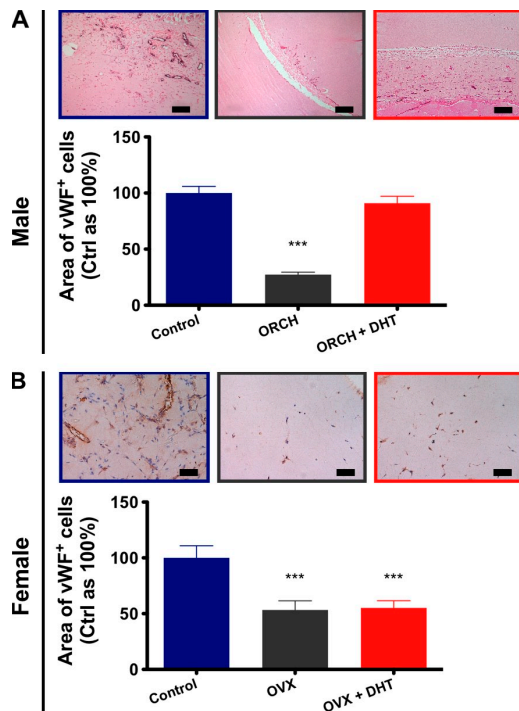 A
Male
Area of vWF⁺ cells
(Ctrl as 100%)
150
100
50
0
***
Control
ORCH
ORCH + DHT
B
Female
Area of vWF⁺ cells
(Ctrl as 100%)
150
100
50
0
***
***
Control
OVX
OVX + DHT